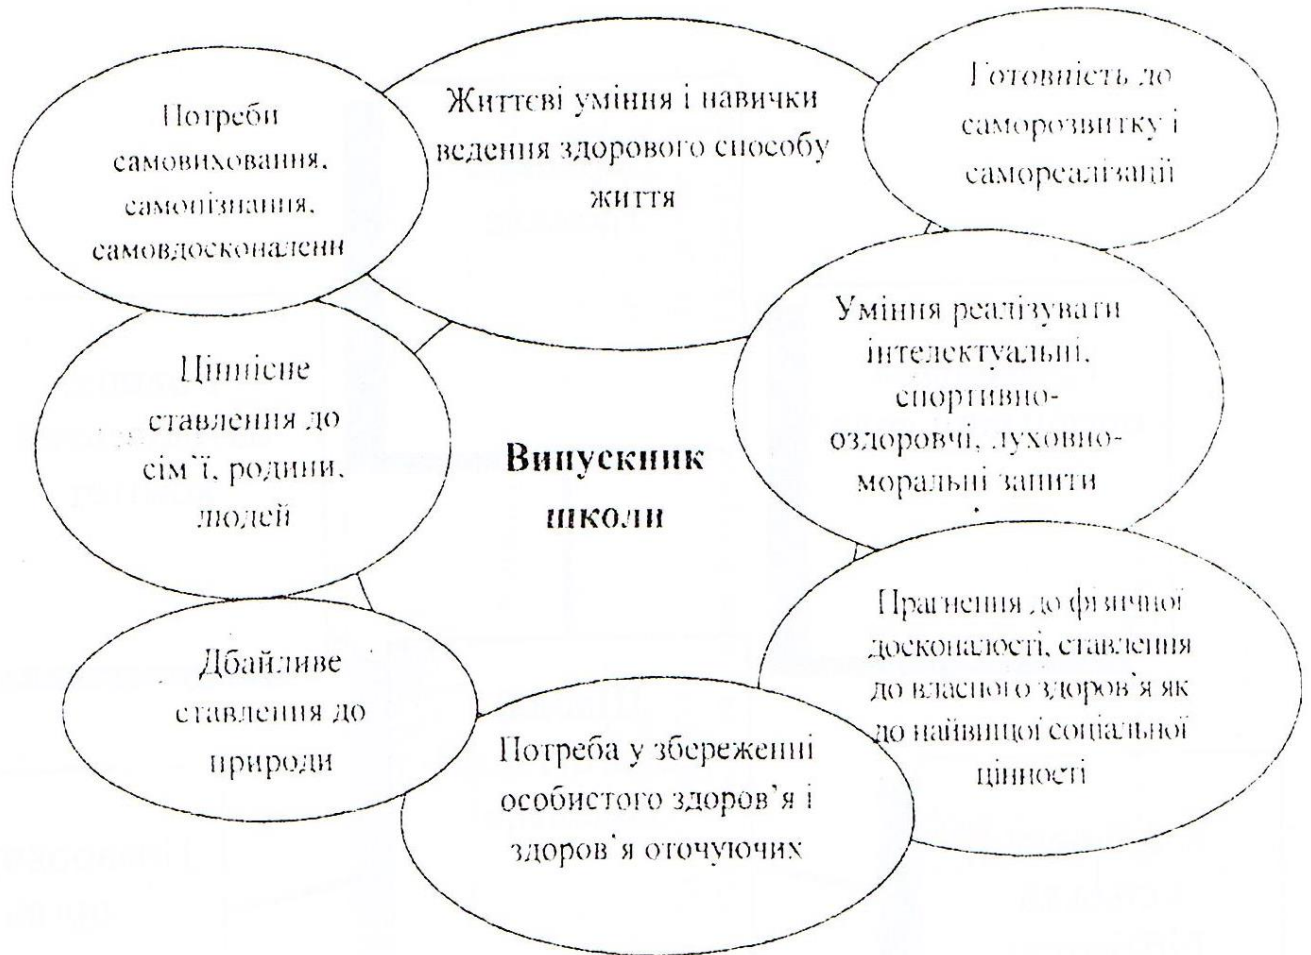 Потреби
самовиховання,
самопізнання,
самовдосконаленн
Життєві уміння і навички
ведення здорового способу
життя
Готовність до
саморозвитку і
самореалізації
Ціннісне
ставлення до
сім`ї, родини,
людей
Випускник
школи
Уміння реалізувати
інтелектуальні,
спортивно-
оздоровчі, духовно-
моральні запити
Дбайливе
ставлення до
природи
Потреба у збереженні
особистого здоров’я і
здоров`я оточуючих
Прагнення до фізичної
досконалості, ставлення
до власного здоров`я як
до найвищої соціальної
цінності